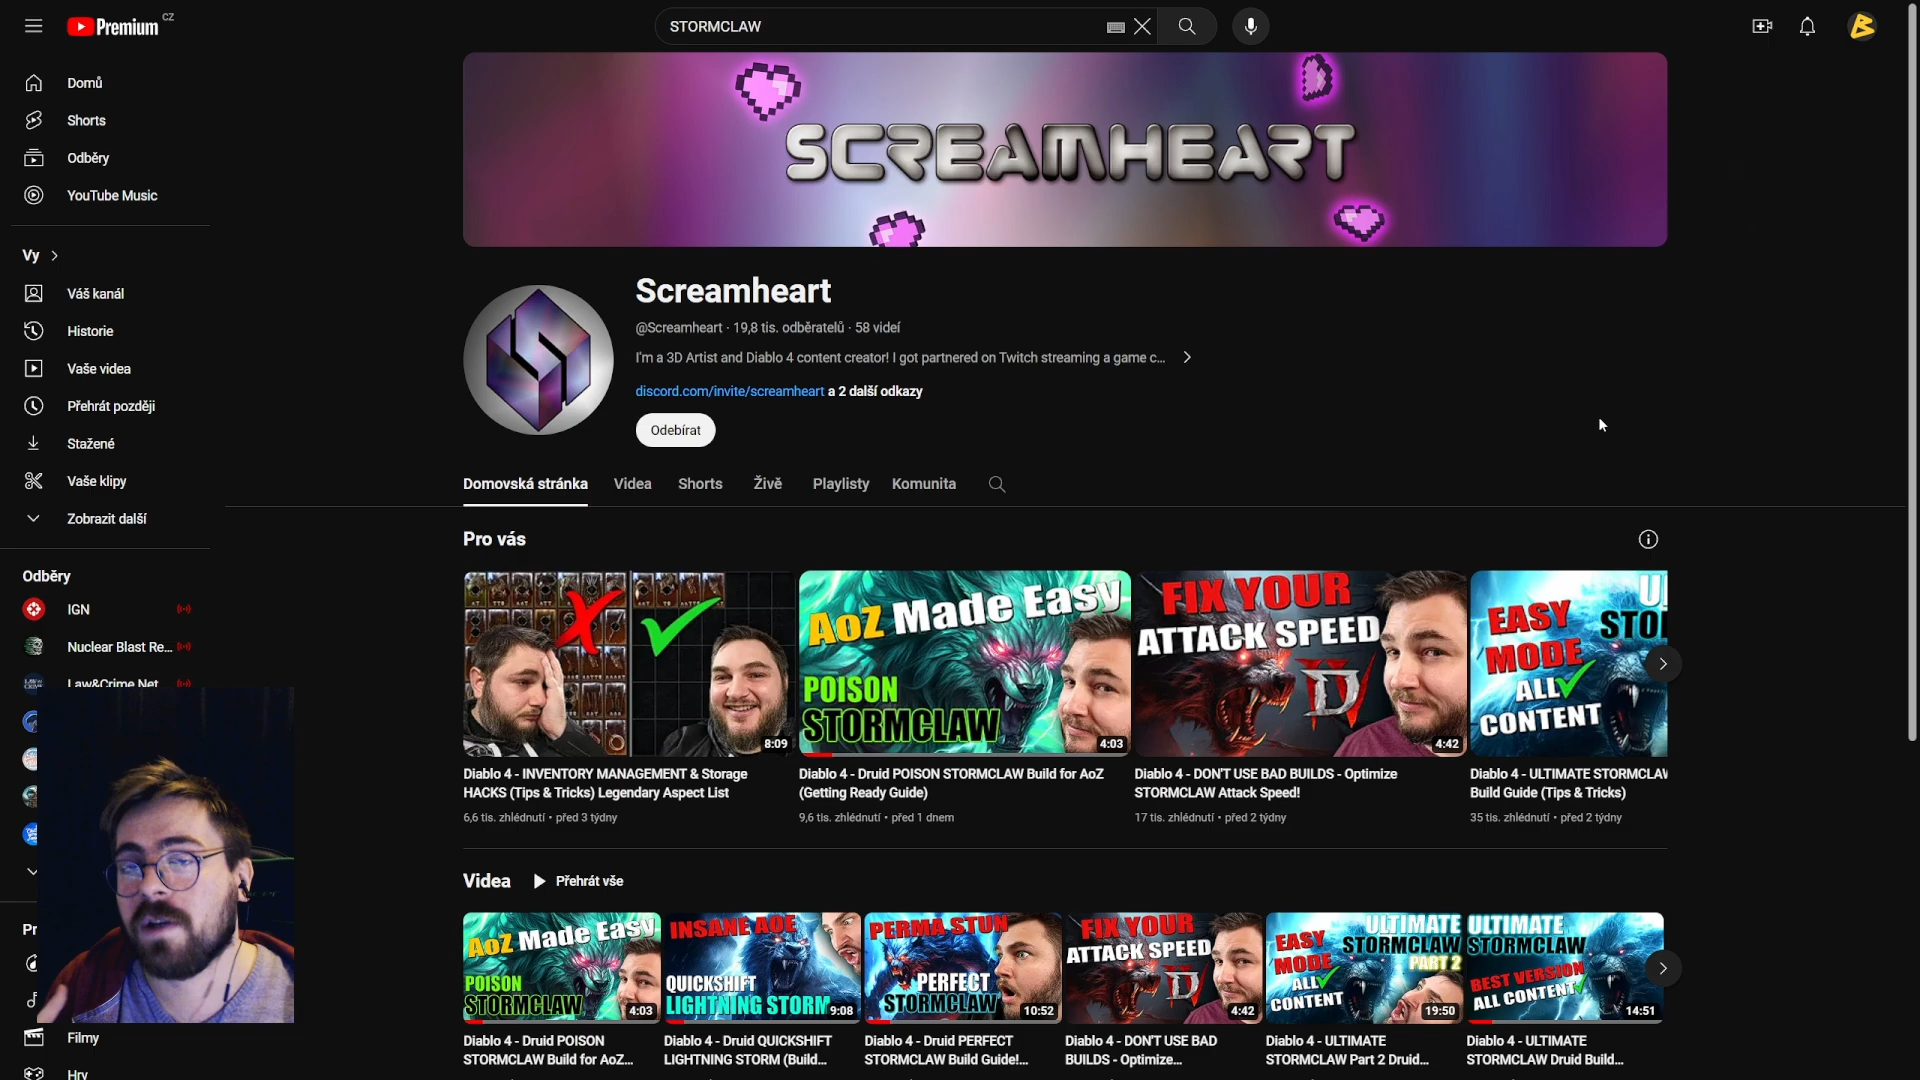 Premium CZ
STORMCLAW
Domů
Shorts
Odběry
YouTube Music
Vy
Váš kanál
Historie
Vaše videa
Přehrát později
Stažené
Vaše klipy
Zobrazit další
Odběry
IGN
Nuclear Blast Re...
Law&Crime Net
Pr
Filmy
Hry
SCREAMHEART
Screamheart
@Screamheart · 19,8 tis. odběratelů · 58 videí
I'm a 3D Artist and Diablo 4 content creator! I got partnered on Twitch streaming a game c...
discord.com/invite/screamheart a 2 další odkazy
Odebírat
Domovská stránka Videa Shorts Živě Playlisty Komunita
Pro vás
8:09
Diablo 4 - INVENTORY MANAGEMENT & Storage
HACKS (Tips & Tricks) Legendary Aspect List
6,6 tis. zhlédnutí • před 3 týdny
AoZ Made Easy
POISON
STORMCLAW
4:03
Diablo 4 - Druid POISON STORMCLAW Build for AoZ
(Getting Ready Guide)
9,6 tis. zhlédnutí • před 1 dnem
FIX YOUR
ATTACK SPEED
4:42
Diablo 4 - DON'T USE BAD BUILDS - Optimize
STORMCLAW Attack Speed!
17 tis. zhlédnutí • před 2 týdny
EASY
MODE
ALL
CONTENT
Diablo 4 - ULTIMATE STORMCLAW
Build Guide (Tips & Tricks)
35 tis. zhlédnutí • před 2 týdny
Videa Přehrát vše
AoZ Made Easy
POISON
STORMCLAW
4:03
Diablo 4 - Druid POISON
STORMCLAW Build for AoZ...
INSANE AOE
QUICKSHIFT
LIGHTNING STORM
9:08
Diablo 4 - Druid QUICKSHIFT
LIGHTNING STORM (Build...
PERMA STUN
PERFECT
STORMCLAW
10:52
Diablo 4 - Druid PERFECT
STORMCLAW Build Guide!...
FIX YOUR
ATTACK SPEED
4:42
Diablo 4 - DON'T USE BAD
BUILDS - Optimize...
ULTIMATE
STORMCLAW
PART 2
EASY
MODE
ALL
CONTENT
19:50
Diablo 4 - ULTIMATE
STORMCLAW Part 2 Druid...
ULTIMATE
STORMCLAW
BEST VERSION
ALL CONTENT
14:51
Diablo 4 - ULTIMATE
STORMCLAW Druid Build...